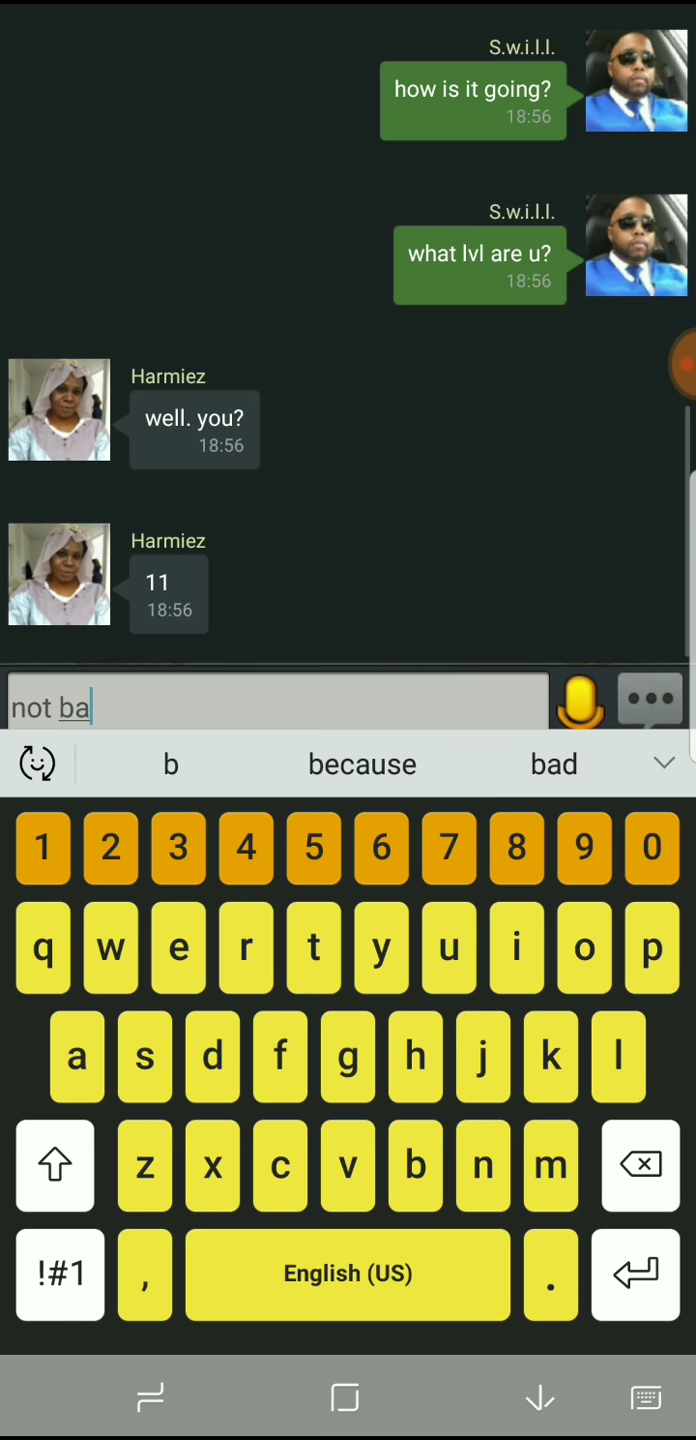 S.w.i.l.l.
how is it going?
18:56
S.w.i.l.l.
what lvl are u?
18:56
Harmiez
well. you?
18:56
Harmiez
11
18:56
not ba
b because bad
1 2 3 4 5 6 7 8 9 0
q w e r t y u i o p
a s d f g h j k l
z x c v b n m
!#1 , English (US) .